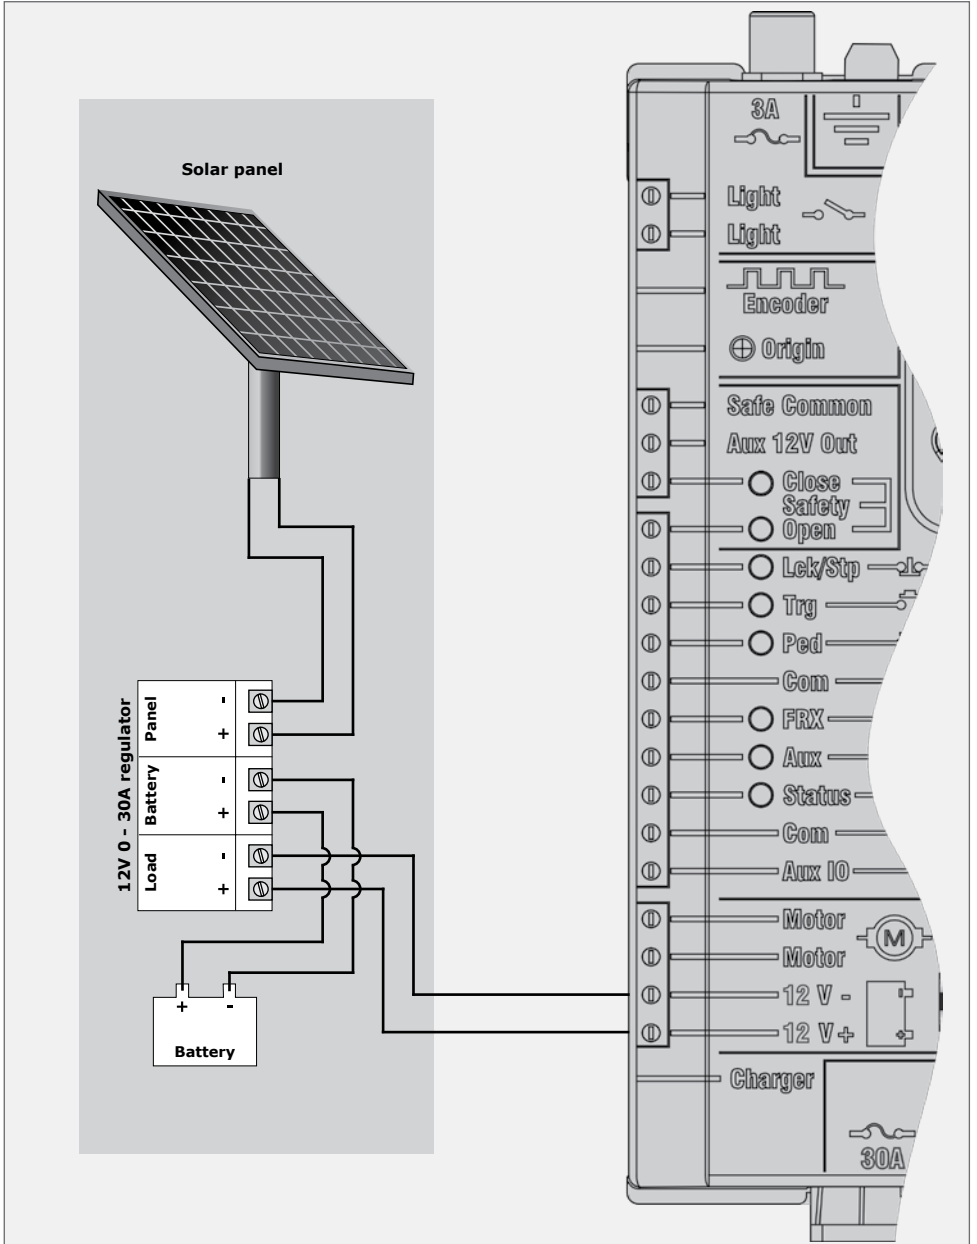 Solar panel
12V 0 - 30A regulator
Panel
-
+
Battery
-
+
Load
-
+
+ -
Battery
3A
Light
Light
Encoder
Origin
Safe Common
Aux 12V Out
Close
Safety
Open
Lck/Stp
Trg
Ped
Com
FRX
Aux
Status
Com
Aux IO
Motor
M
Motor
12 V -
12 V +
Charger
30A